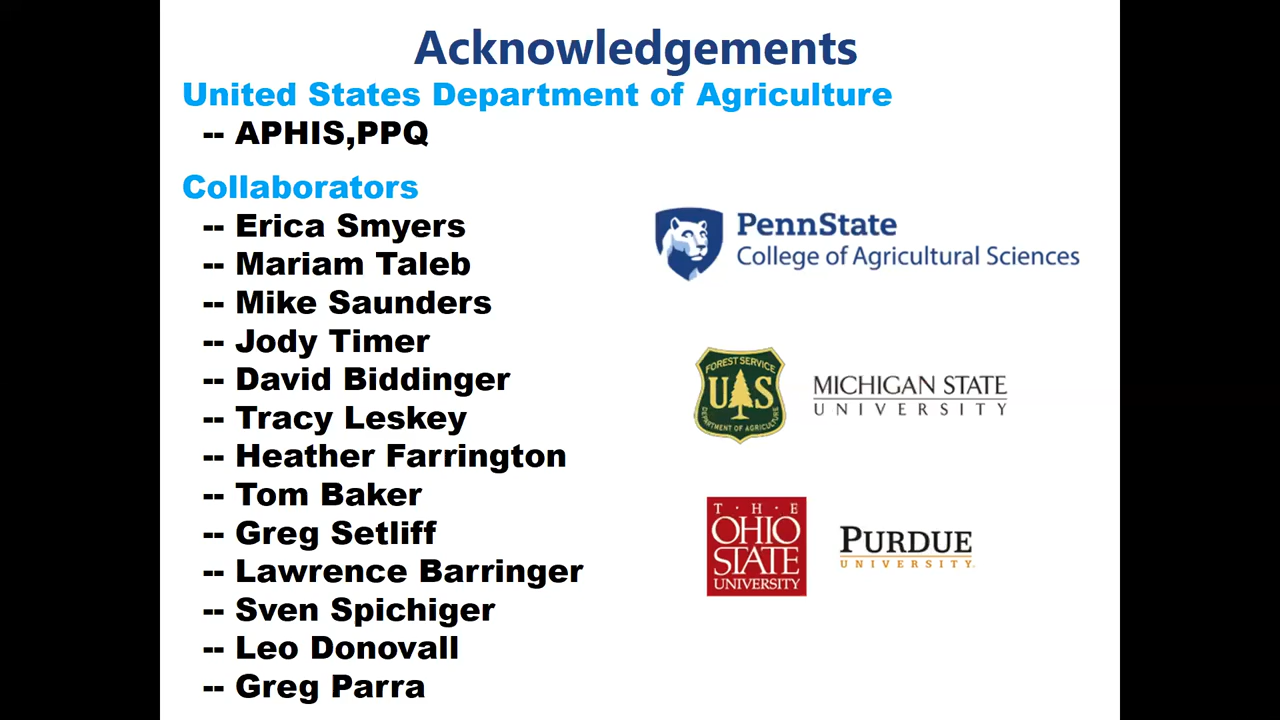 Acknowledgements
United States Department of Agriculture
-- APHIS,PPQ
Collaborators
-- Erica Smyers
-- Mariam Taleb
-- Mike Saunders
-- Jody Timer
-- David Biddinger
-- Tracy Leskey
-- Heather Farrington
-- Tom Baker
-- Greg Setliff
-- Lawrence Barringer
-- Sven Spichiger
-- Leo Donovall
-- Greg Parra
PennState
College of Agricultural Sciences
FOREST SERVICE
U S
DEPARTMENT OF AGRICULTURE
MICHIGAN STATE
UNIVERSITY
T·H·E
OHIO
STATE
UNIVERSITY
PURDUE
UNIVERSITY.